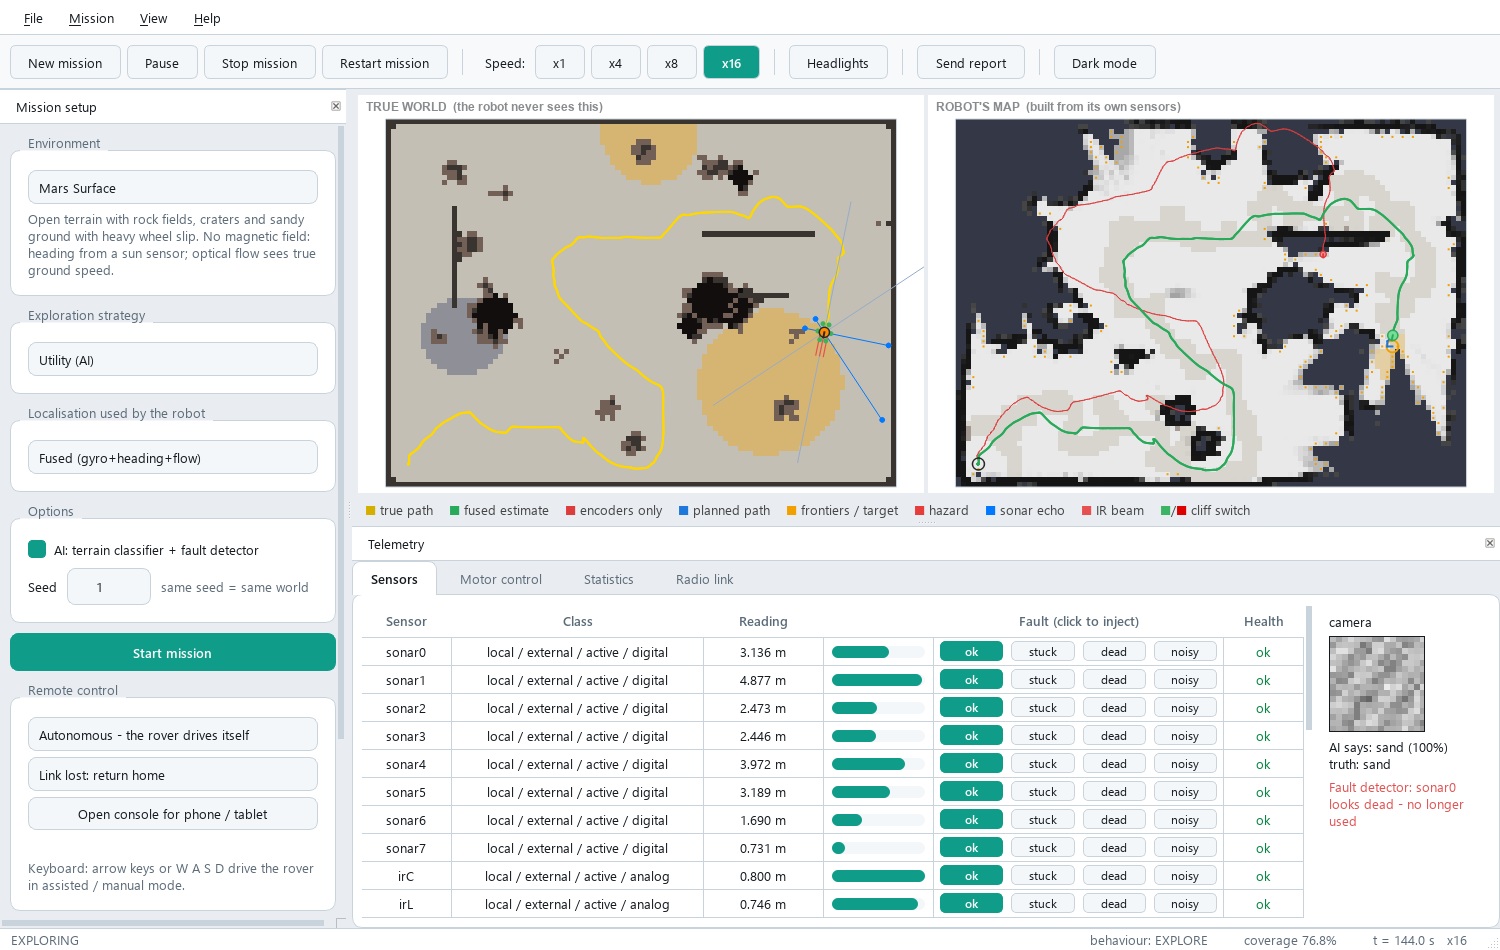 File Mission View Help
New mission Pause Stop mission Restart mission Speed: x1 x4 x8 x16 Headlights Send report Dark mode
Mission setup
Environment
Mars Surface
Open terrain with rock fields, craters and sandy
ground with heavy wheel slip. No magnetic field:
heading from a sun sensor; optical flow sees true
ground speed.
Exploration strategy
Utility (AI)
Localisation used by the robot
Fused (gyro+heading+flow)
Options
AI: terrain classifier + fault detector
Seed 1 same seed = same world
Start mission
Remote control
Autonomous - the rover drives itself
Link lost: return home
Open console for phone / tablet
Keyboard: arrow keys or W A S D drive the rover
in assisted / manual mode.
TRUE WORLD (the robot never sees this)
ROBOT'S MAP (built from its own sensors)
true path fused estimate encoders only planned path frontiers / target hazard sonar echo IR beam / cliff switch
Telemetry
Sensors Motor control Statistics Radio link
Sensor Class Reading Fault (click to inject) Health
sonar0 local / external / active / digital 3.136 m ok stuck dead noisy ok
sonar1 local / external / active / digital 4.877 m ok stuck dead noisy ok
sonar2 local / external / active / digital 2.473 m ok stuck dead noisy ok
sonar3 local / external / active / digital 2.446 m ok stuck dead noisy ok
sonar4 local / external / active / digital 3.972 m ok stuck dead noisy ok
sonar5 local / external / active / digital 3.189 m ok stuck dead noisy ok
sonar6 local / external / active / digital 1.690 m ok stuck dead noisy ok
sonar7 local / external / active / digital 0.731 m ok stuck dead noisy ok
irC local / external / active / analog 0.800 m ok stuck dead noisy ok
irL local / external / active / analog 0.746 m ok stuck dead noisy ok
camera
AI says: sand (100%)
truth: sand
Fault detector: sonar0
looks dead - no longer
used
EXPLORING behaviour: EXPLORE coverage 76.8% t = 144.0 s x16